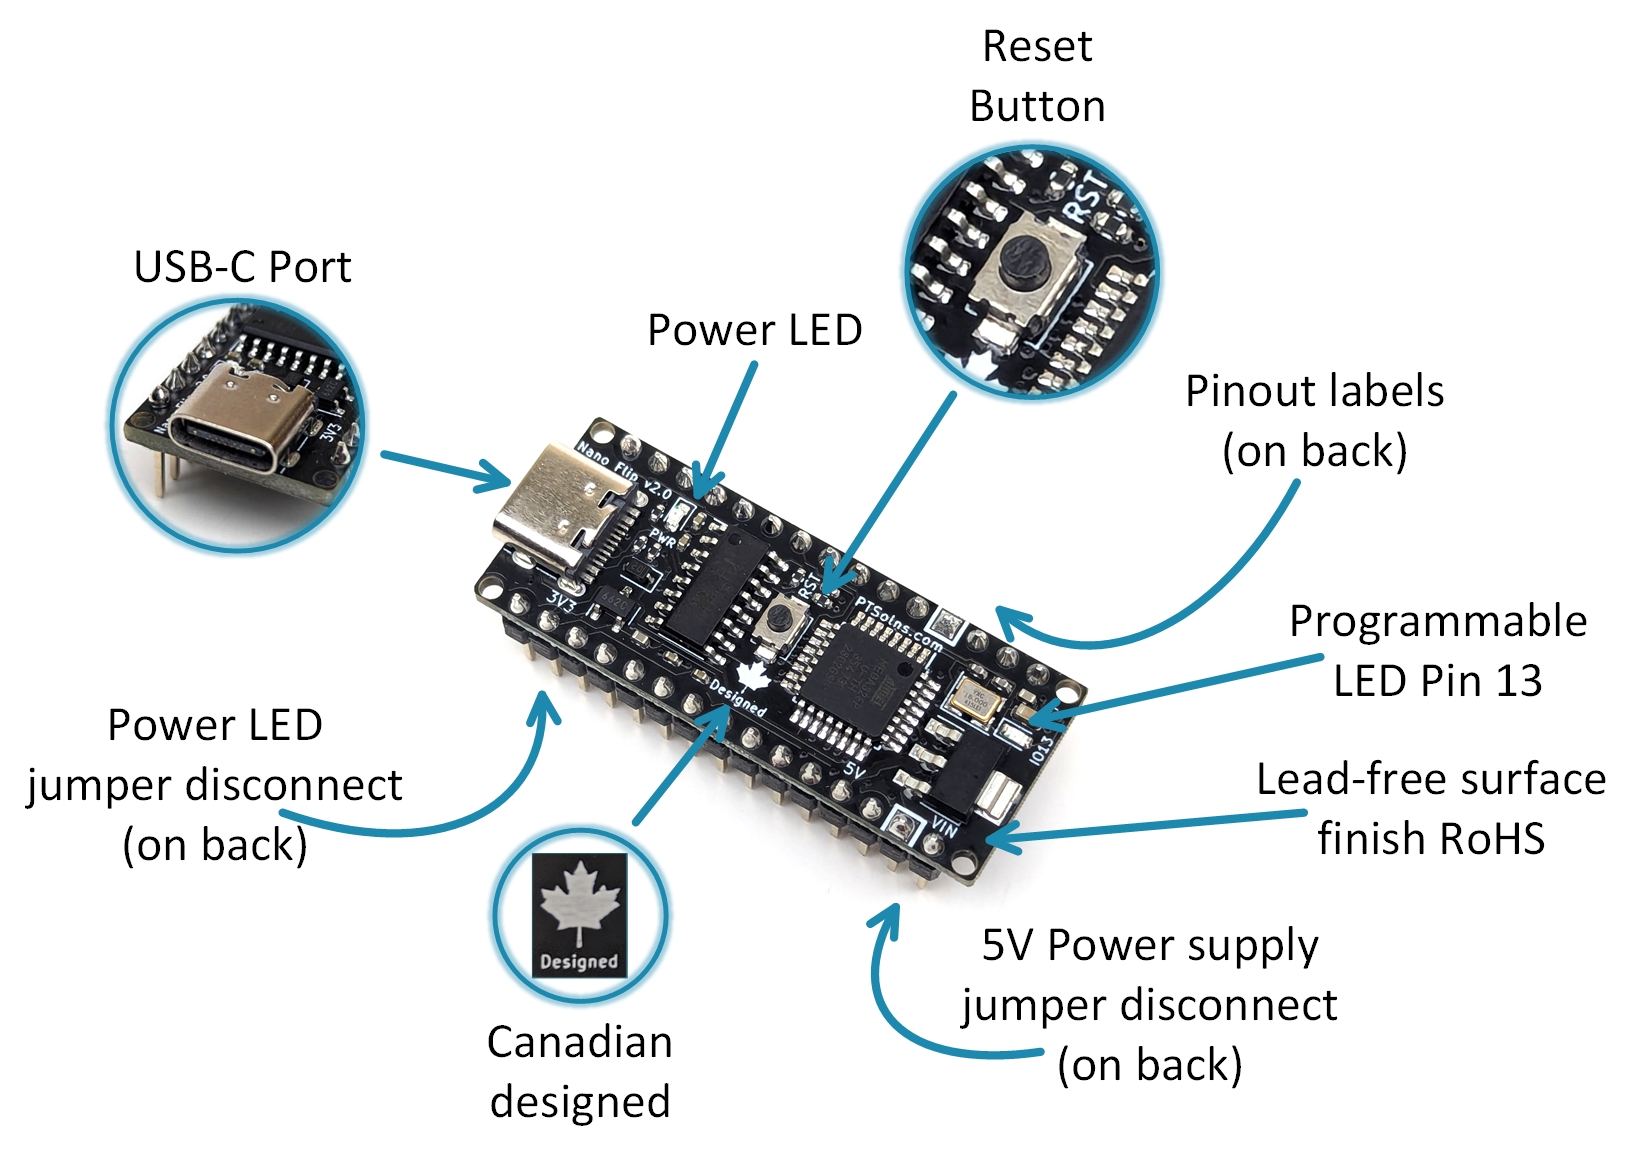 Reset
Button
RST
USB-C Port
3V3
Power LED
Pinout labels
(on back)
Nano Flip v2.0
PWR
3V3
RST
PTSolns.com
Designed
5V
VIN
IO13
Programmable
LED Pin 13
Power LED
jumper disconnect
(on back)
Lead-free surface
finish RoHS
Designed
Canadian
designed
5V Power supply
jumper disconnect
(on back)